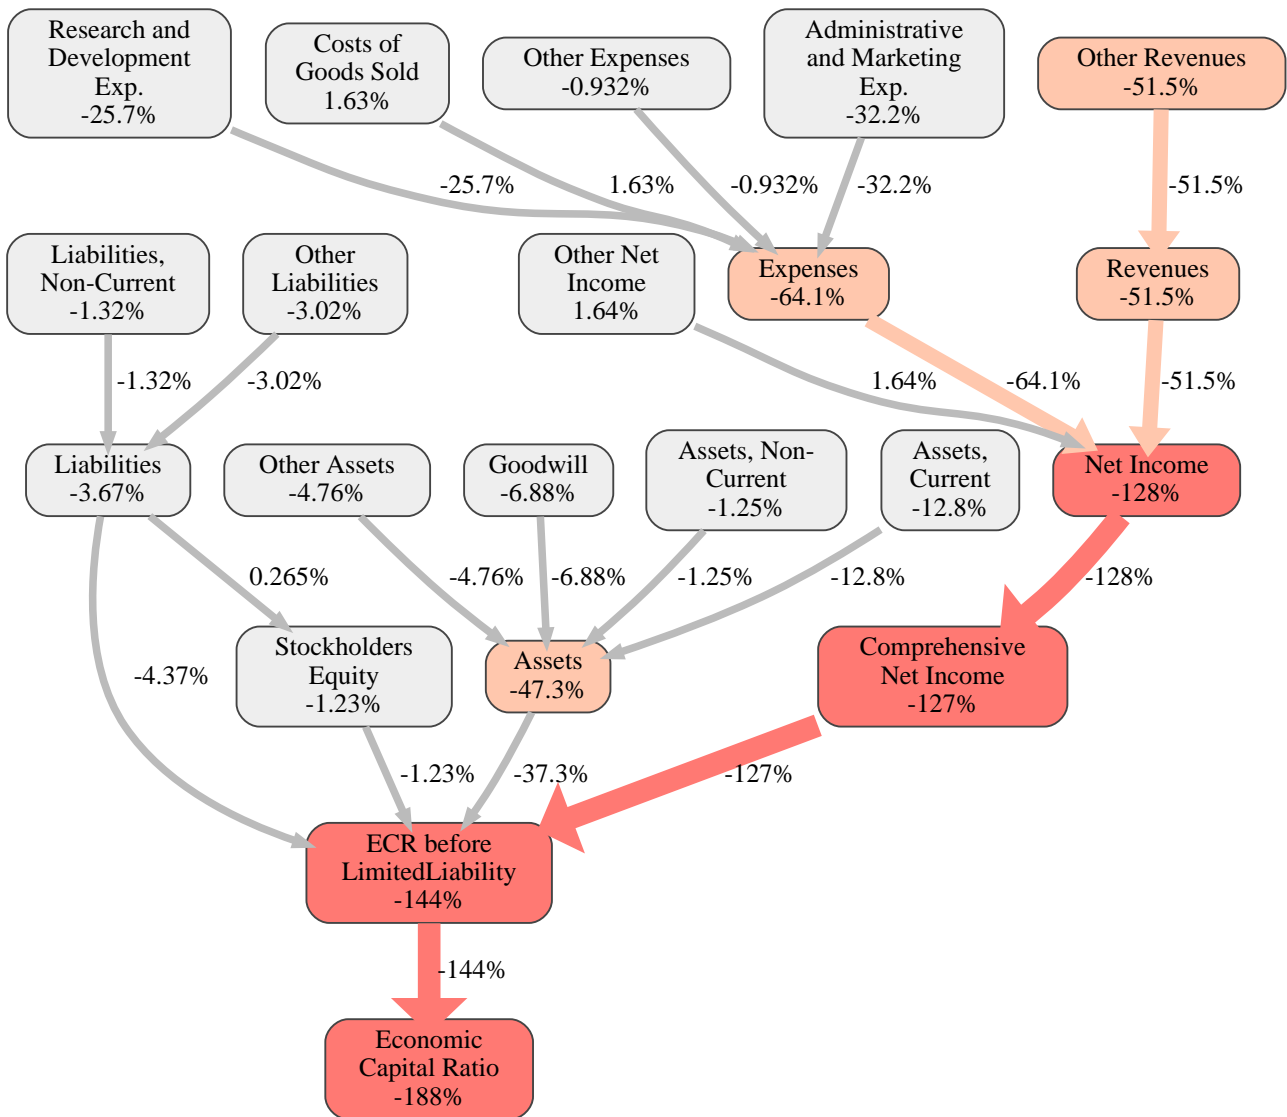 Research and
Development
Exp.
-25.7%
Costs of
Goods Sold
1.63%
Other Expenses
-0.932%
Administrative
and Marketing
Exp.
-32.2%
Other Revenues
-51.5%
-25.7%
1.63%
-0.932%
-32.2%
-51.5%
Liabilities,
Non-Current
-1.32%
Other
Liabilities
-3.02%
Other Net
Income
1.64%
Expenses
-64.1%
Revenues
-51.5%
-1.32%
-3.02%
1.64%
-64.1%
-51.5%
Liabilities
-3.67%
Other Assets
-4.76%
Goodwill
-6.88%
Assets, Non-
Current
-1.25%
Assets,
Current
-12.8%
Net Income
-128%
0.265%
-4.76%
-6.88%
-1.25%
-12.8%
-128%
-4.37%
Stockholders
Equity
-1.23%
Assets
-47.3%
Comprehensive
Net Income
-127%
-1.23%
-37.3%
-127%
ECR before
LimitedLiability
-144%
-144%
Economic
Capital Ratio
-188%